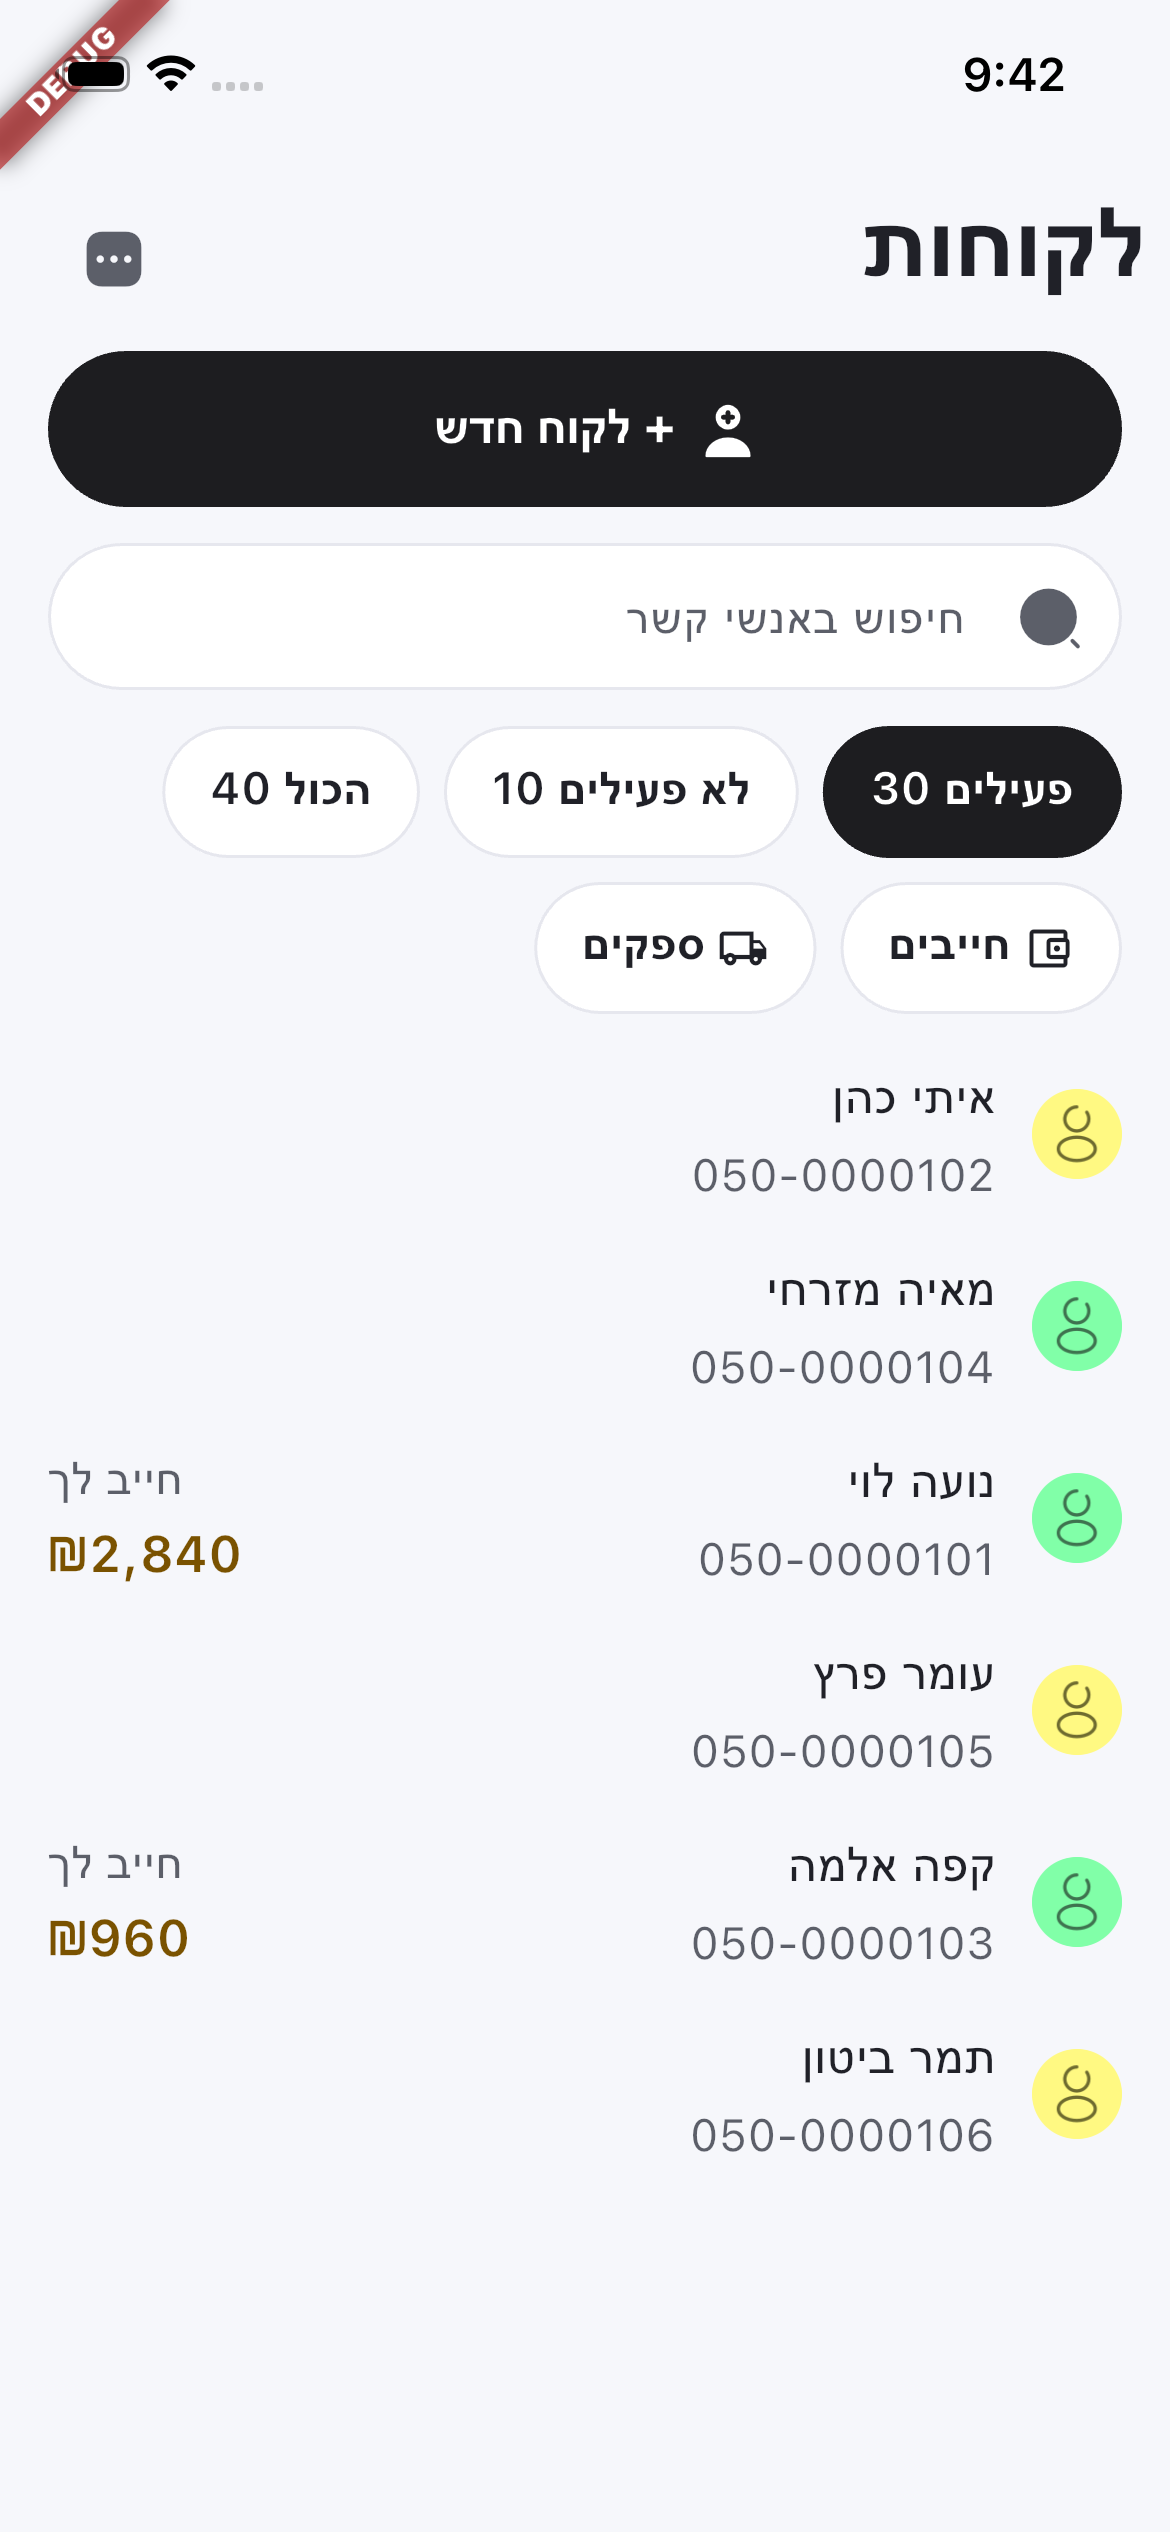 9:42
DEBUG
לקוחות
+ לקוח חדש
חיפוש באנשי קשר
פעילים 30
לא פעילים 10
הכול 40
חייבים
ספקים
איתי כהן
050-0000102
מאיה מזרחי
050-0000104
נועה לוי
050-0000101
חייב לך
₪2,840
עומר פרץ
050-0000105
קפה אלמה
050-0000103
חייב לך
₪960
תמר ביטון
050-0000106